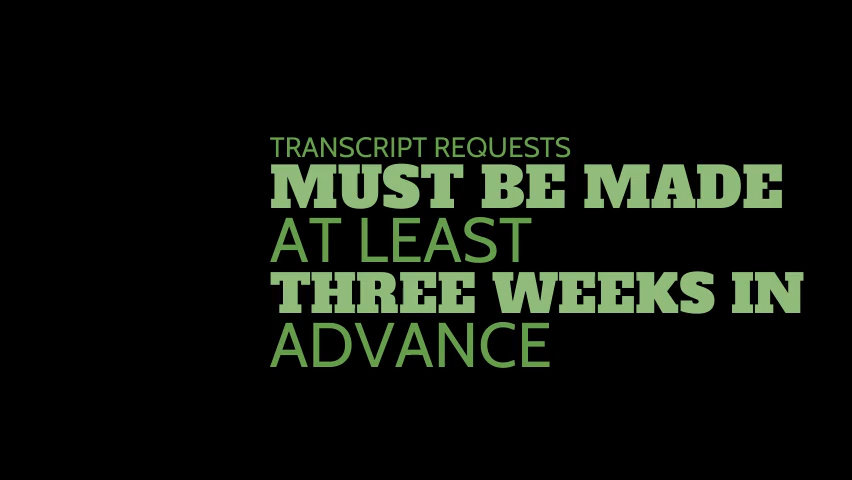 TRANSCRIPT REQUESTS
MUST BE MADE
AT LEAST
THREE WEEKS IN
ADVANCE